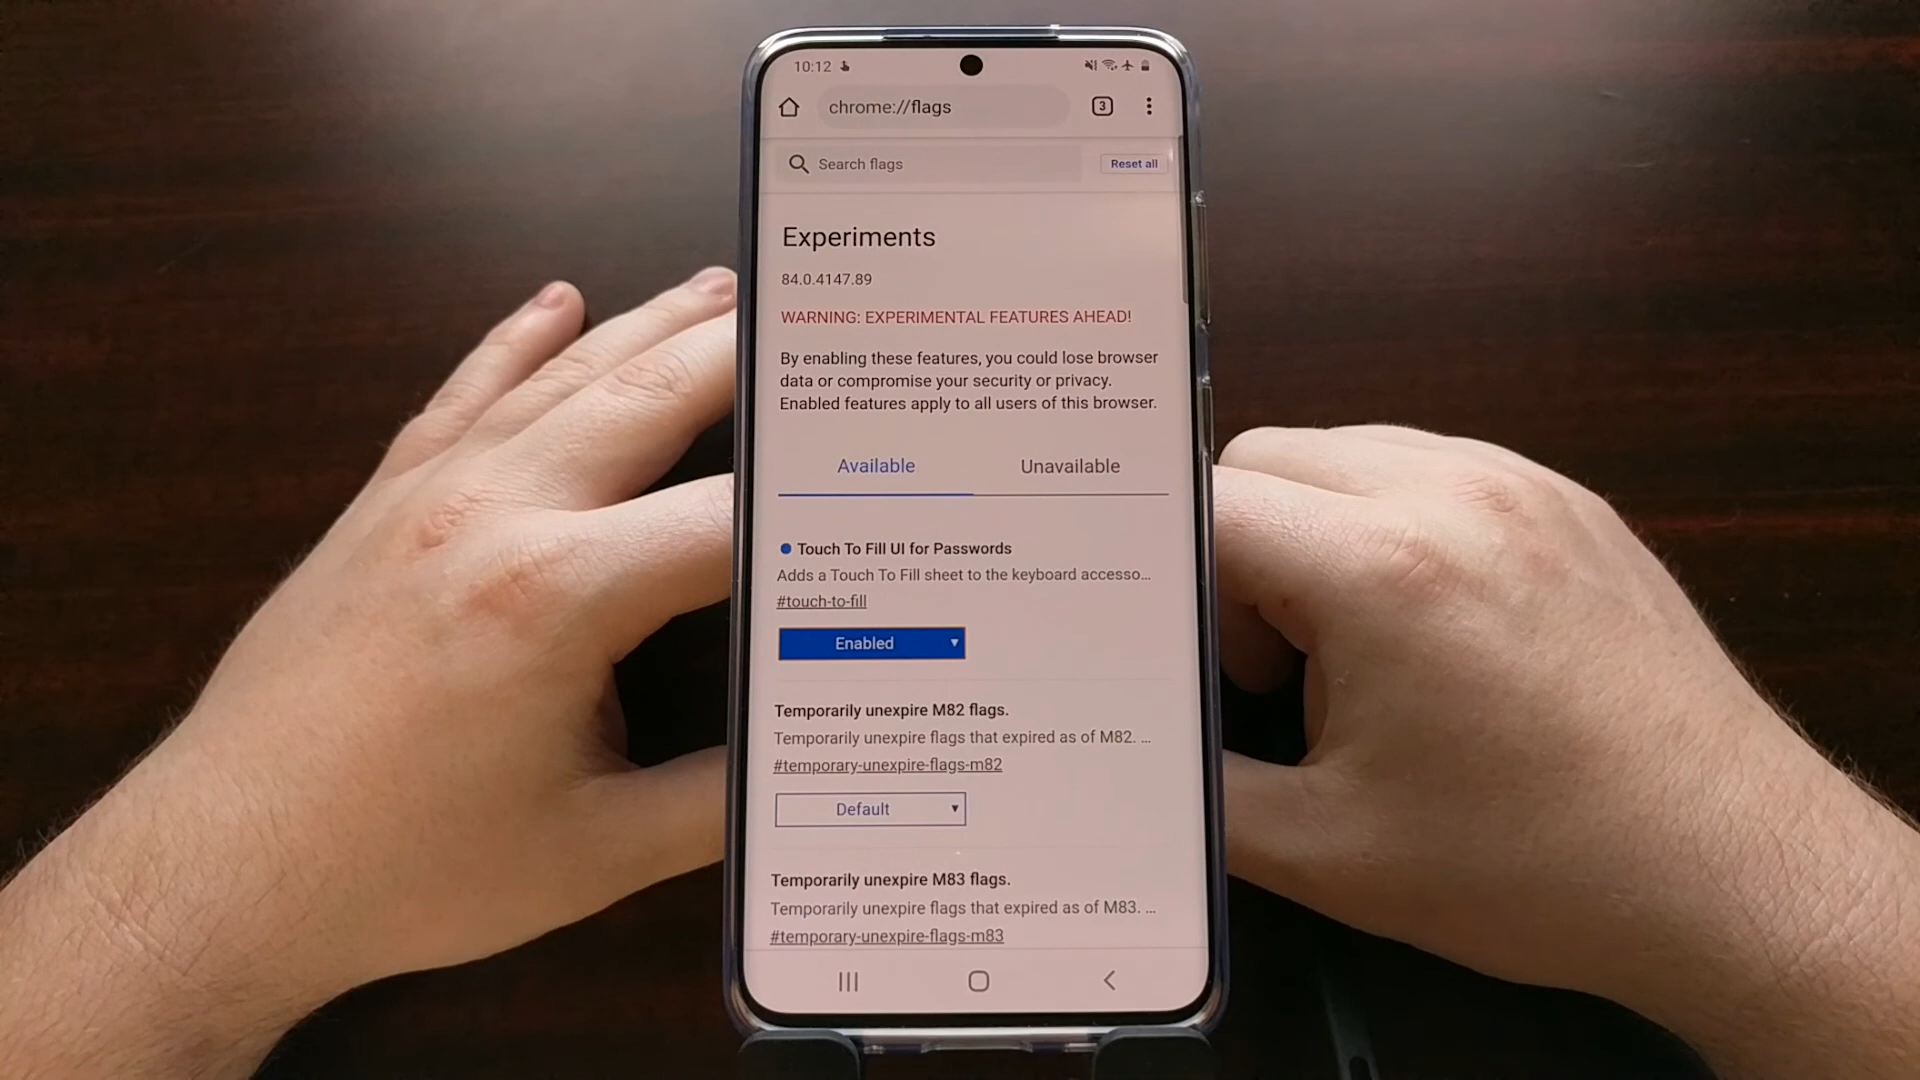 10:12
chrome://flags
3
Search flags
Reset all
Experiments
84.0.4147.89
WARNING: EXPERIMENTAL FEATURES AHEAD!
By enabling these features, you could lose browser
data or compromise your security or privacy.
Enabled features apply to all users of this browser.
Available
Unavailable
Touch To Fill UI for Passwords
Adds a Touch To Fill sheet to the keyboard accesso...
#touch-to-fill
Enabled
Temporarily unexpire M82 flags.
Temporarily unexpire flags that expired as of M82. ...
#temporary-unexpire-flags-m82
Default
Temporarily unexpire M83 flags.
Temporarily unexpire flags that expired as of M83. ...
#temporary-unexpire-flags-m83